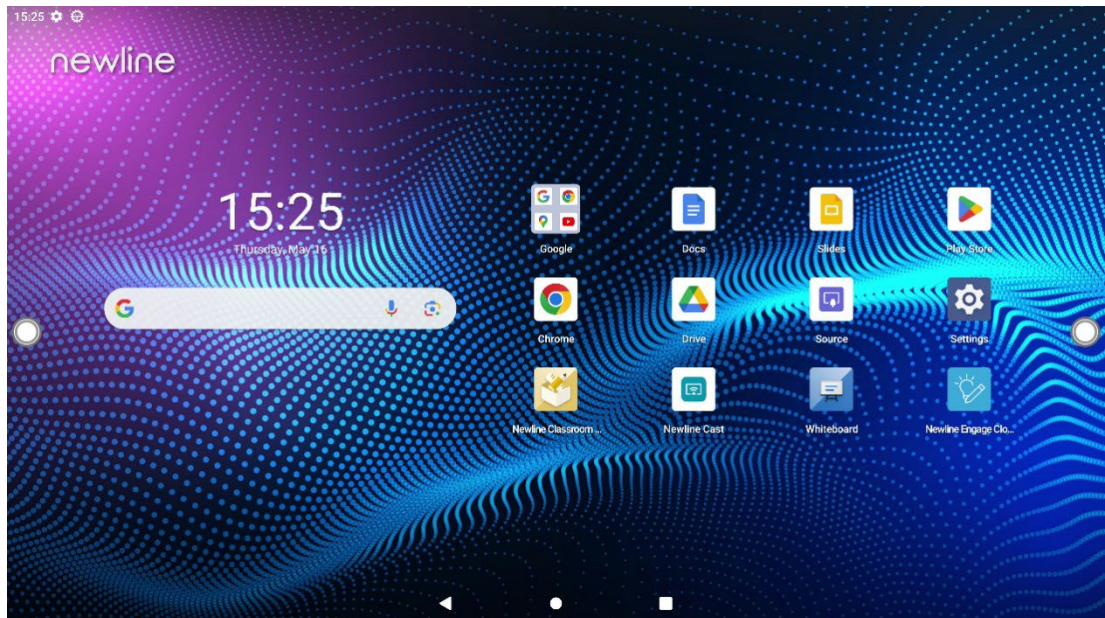 15:25
newline
15:25
Thursday, May 16
Google
Docs
Slides
Play Store
Chrome
Drive
Source
Settings
Newline Classroom ...
Newline Cast
Whiteboard
Newline Engage Clo...